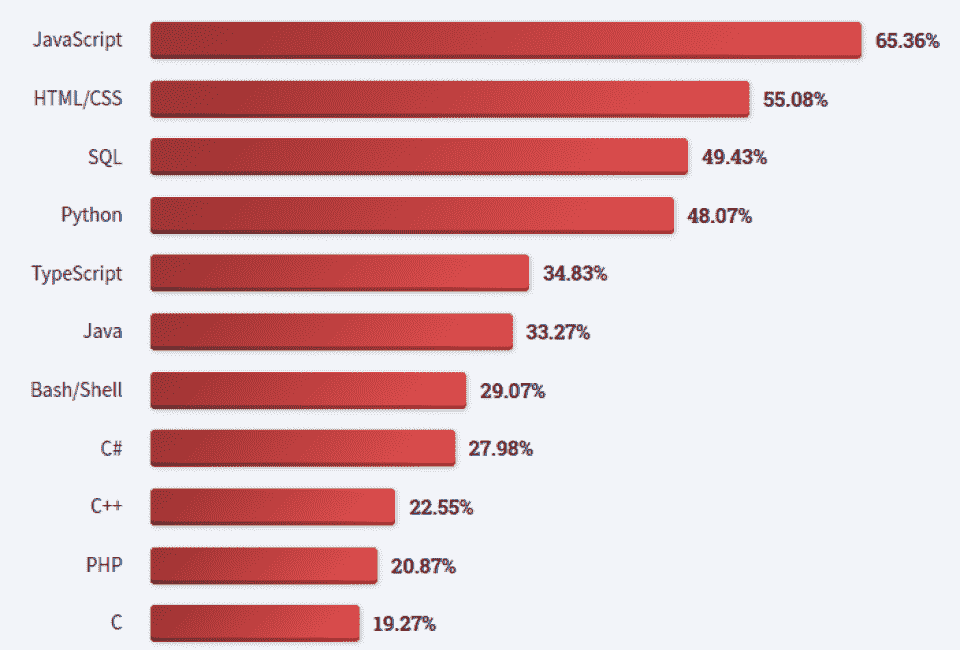 JavaScript 65.36%
HTML/CSS 55.08%
SQL 49.43%
Python 48.07%
TypeScript 34.83%
Java 33.27%
Bash/Shell 29.07%
C# 27.98%
C++ 22.55%
PHP 20.87%
C 19.27%